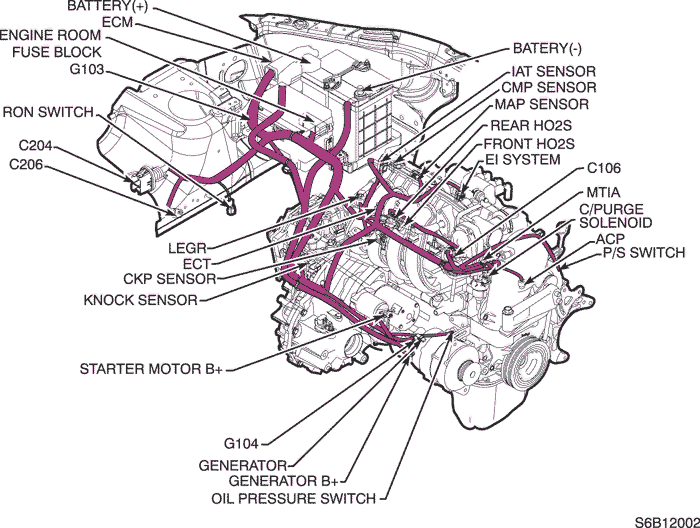 BATTERY(+)
ECM
ENGINE ROOM
FUSE BLOCK
G103
RON SWITCH
C204
C206
BATERY(-)
IAT SENSOR
CMP SENSOR
MAP SENSOR
REAR HO2S
FRONT HO2S
EI SYSTEM
C106
MTIA
C/PURGE
SOLENOID
ACP
P/S SWITCH
LEGR
ECT
CKP SENSOR
KNOCK SENSOR
STARTER MOTOR B+
G104
GENERATOR
GENERATOR B+
OIL PRESSURE SWITCH
S6B12002